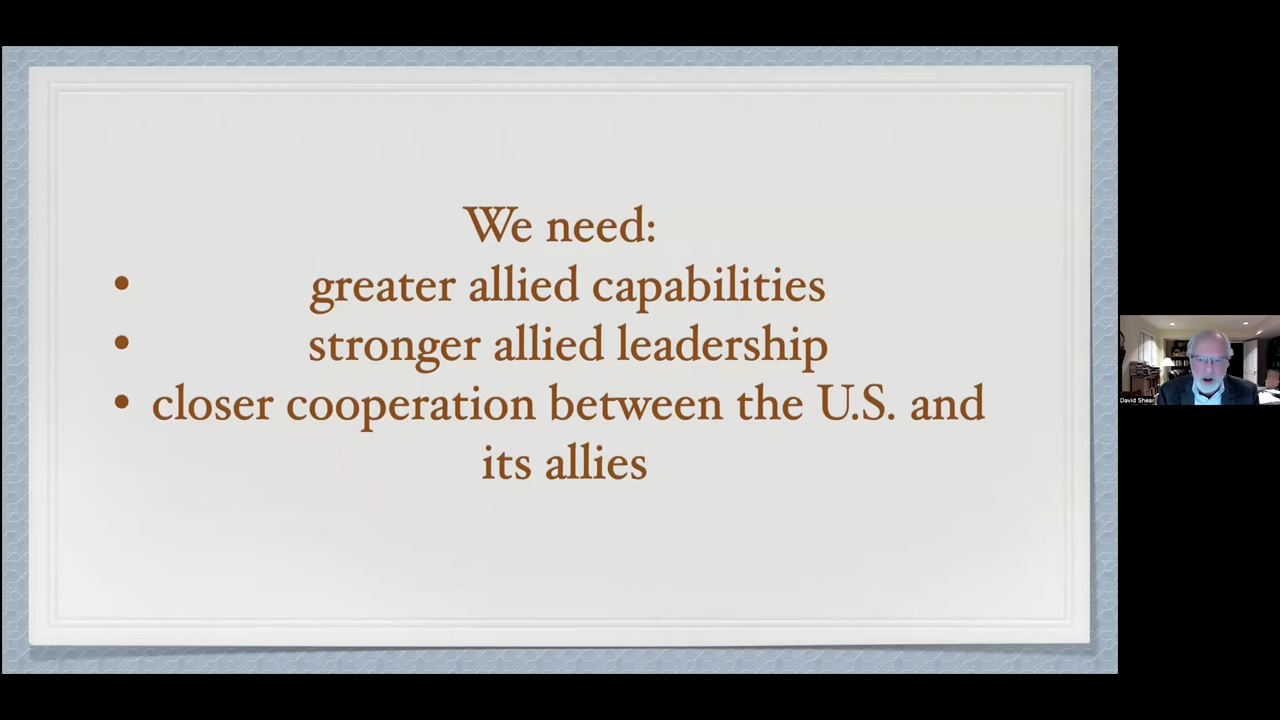 We need:
• greater allied capabilities
• stronger allied leadership
• closer cooperation between the U.S. and
its allies
David Shear